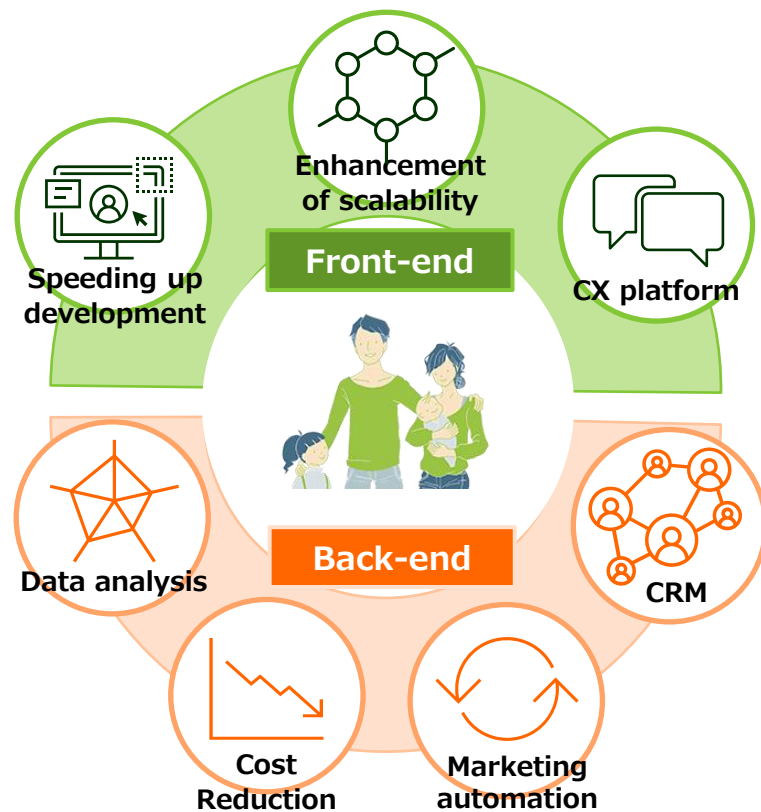 Enhancement
of scalability
Speeding up
development
CX platform
Front-end
Back-end
Data analysis
CRM
Cost
Reduction
Marketing
automation